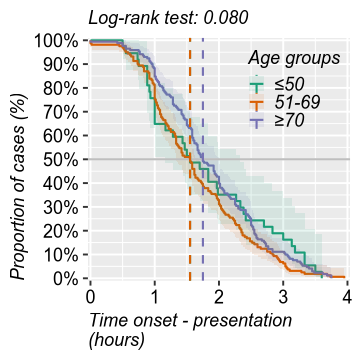 Log-rank test: 0.080
Proportion of cases (%)
100%
90%
80%
70%
60%
50%
40%
30%
20%
10%
0%
Age groups
≤50
51-69
≥70
0 1 2 3 4
Time onset - presentation
(hours)